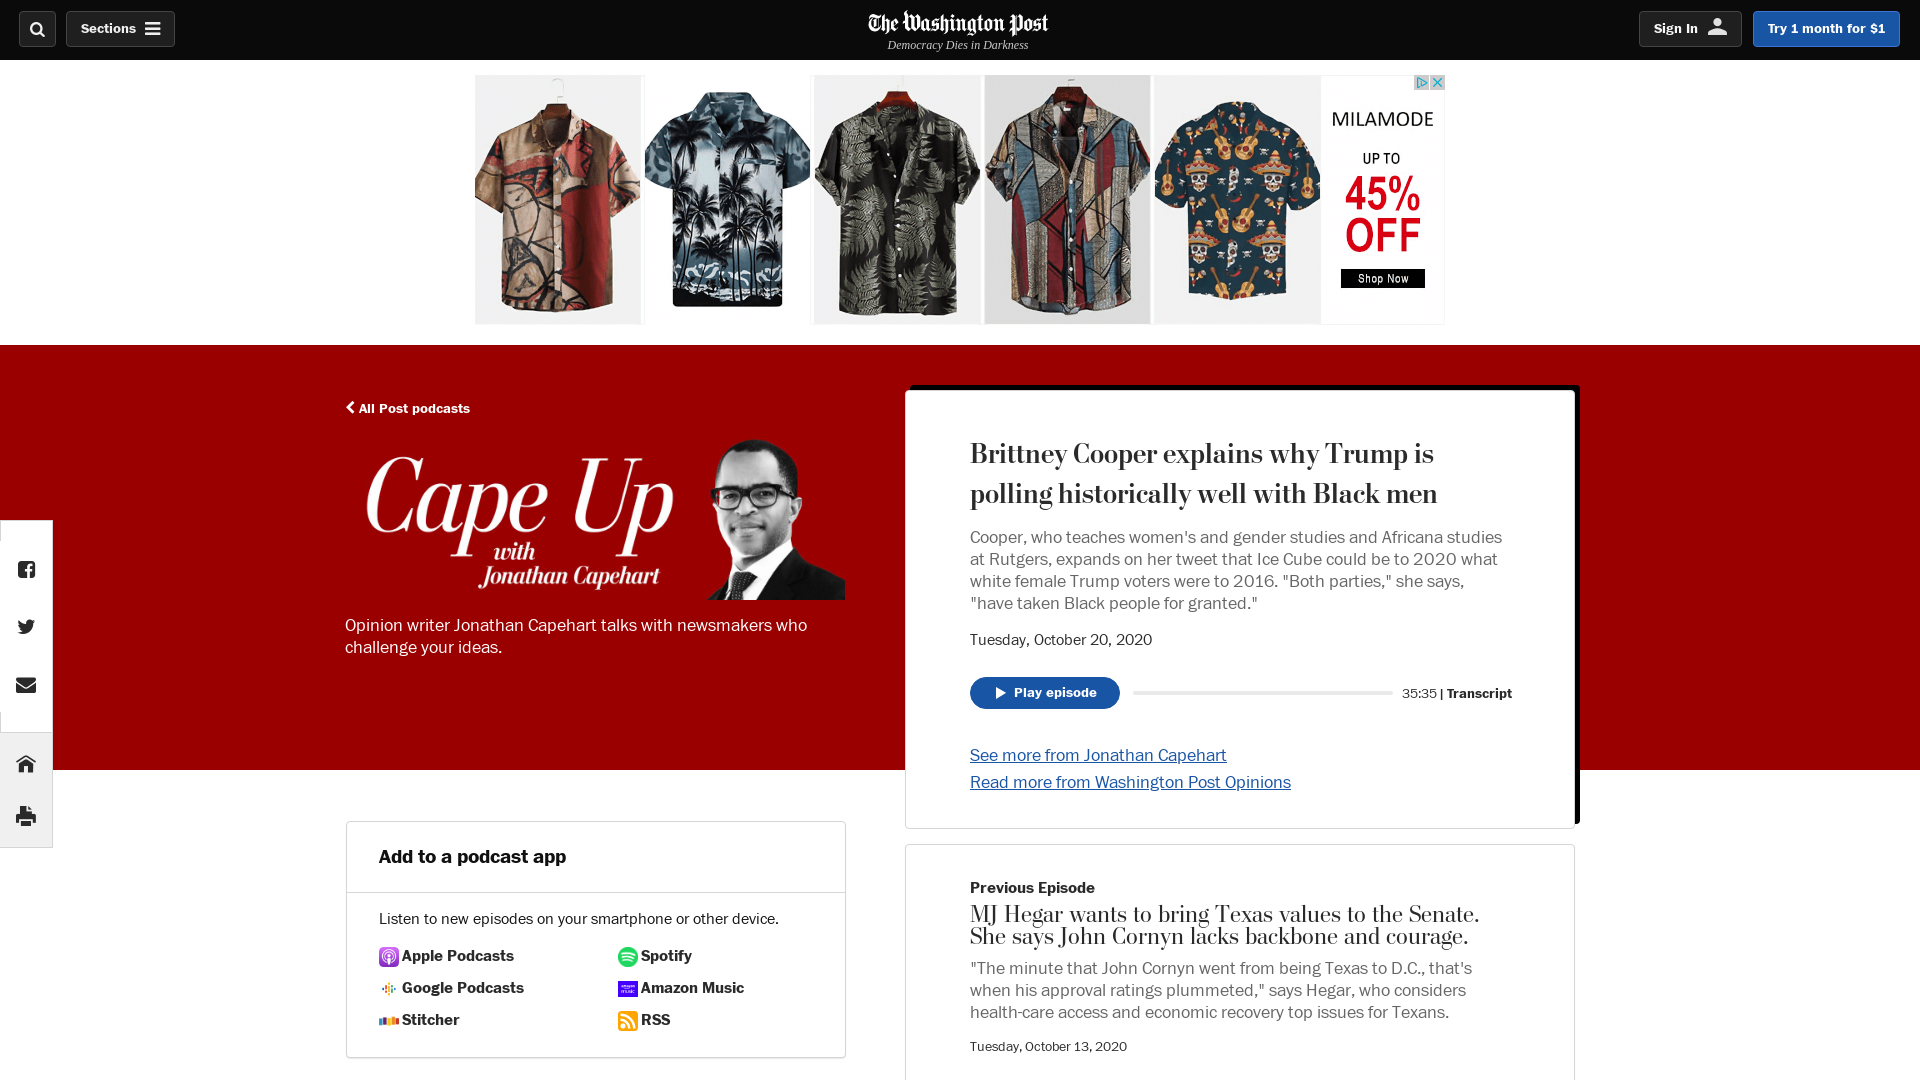 Sections
The Washington Post
Democracy Dies in Darkness
Sign In
Try 1 month for $1
MILAMODE
UP TO
45%
OFF
Shop Now
All Post podcasts
Cape Up
with
Jonathan Capehart
Opinion writer Jonathan Capehart talks with newsmakers who
challenge your ideas.
Brittney Cooper explains why Trump is
polling historically well with Black men
Cooper, who teaches women's and gender studies and Africana studies
at Rutgers, expands on her tweet that Ice Cube could be to 2020 what
white female Trump voters were to 2016. "Both parties," she says,
"have taken Black people for granted."
Tuesday, October 20, 2020
Play episode
35:35 | Transcript
See more from Jonathan Capehart
Read more from Washington Post Opinions
Add to a podcast app
Listen to new episodes on your smartphone or other device.
Apple Podcasts
Spotify
Google Podcasts
Amazon Music
Stitcher
RSS
Previous Episode
MJ Hegar wants to bring Texas values to the Senate.
She says John Cornyn lacks backbone and courage.
"The minute that John Cornyn went from being Texas to D.C., that's
when his approval ratings plummeted," says Hegar, who considers
health-care access and economic recovery top issues for Texans.
Tuesday, October 13, 2020